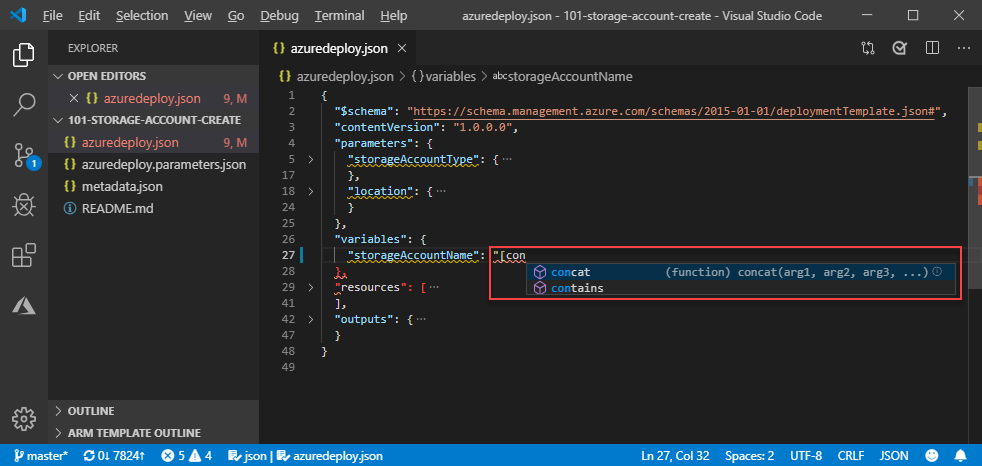 File Edit Selection View Go Debug Terminal Help azuredeploy.json - 101-storage-account-create - Visual Studio Code
EXPLORER
OPEN EDITORS
azuredeploy.json 9, M
101-STORAGE-ACCOUNT-CREATE
azuredeploy.json 9, M
azuredeploy.parameters.json
metadata.json
README.md
1
OUTLINE
ARM TEMPLATE OUTLINE
{} azuredeploy.json
{} azuredeploy.json > {} variables > abc storageAccountName
1 {
2 "$schema": "https://schema.management.azure.com/schemas/2015-01-01/deploymentTemplate.json#",
3 "contentVersion": "1.0.0.0",
4 "parameters": {
5 "storageAccountType": { ...
17 },
18 "location": { ...
24 }
25 },
26 "variables": {
27 "storageAccountName": "[con
concat (function) concat(arg1, arg2, arg3, ...)
contains
28 },
29 "resources": [ ...
41 ],
42 "outputs": { ...
47 }
48 }
49
master* 0↓ 7824↑ 5 4 json | azuredeploy.json Ln 27, Col 32 Spaces: 2 UTF-8 CRLF JSON